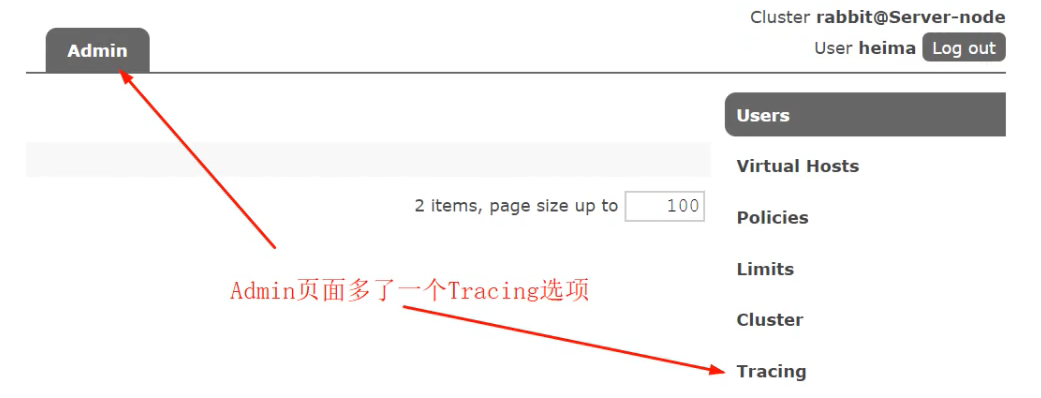 Cluster rabbit@Server-node
User heima Log out
Admin
Users
Virtual Hosts
2 items, page size up to 100
Policies
Limits
Admin页面多了一个Tracing选项
Cluster
Tracing